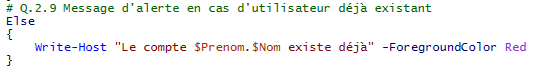 # Q.2.9 Message d'alerte en cas d'utilisateur déjà existant
Else
{
    Write-Host "Le compte $Prenom.$Nom existe déjà" -ForegroundColor Red
}